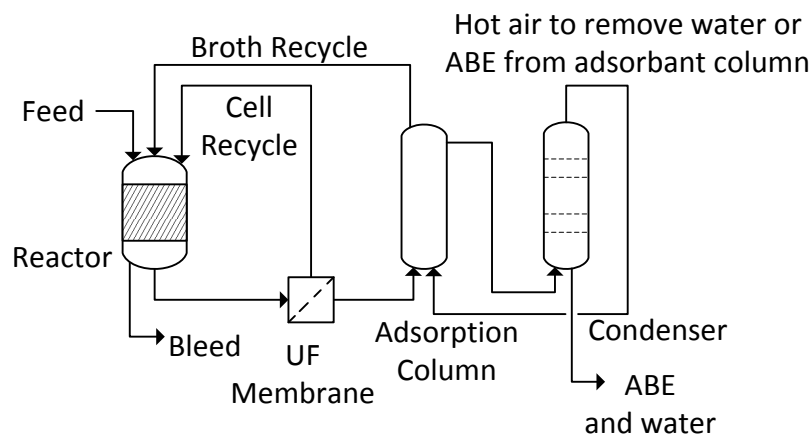 Hot air to remove water or
ABE from adsorbant column
Broth Recycle
Feed
Cell
Recycle
Reactor
Bleed
UF
Membrane
Adsorption
Column
Condenser
ABE
and water